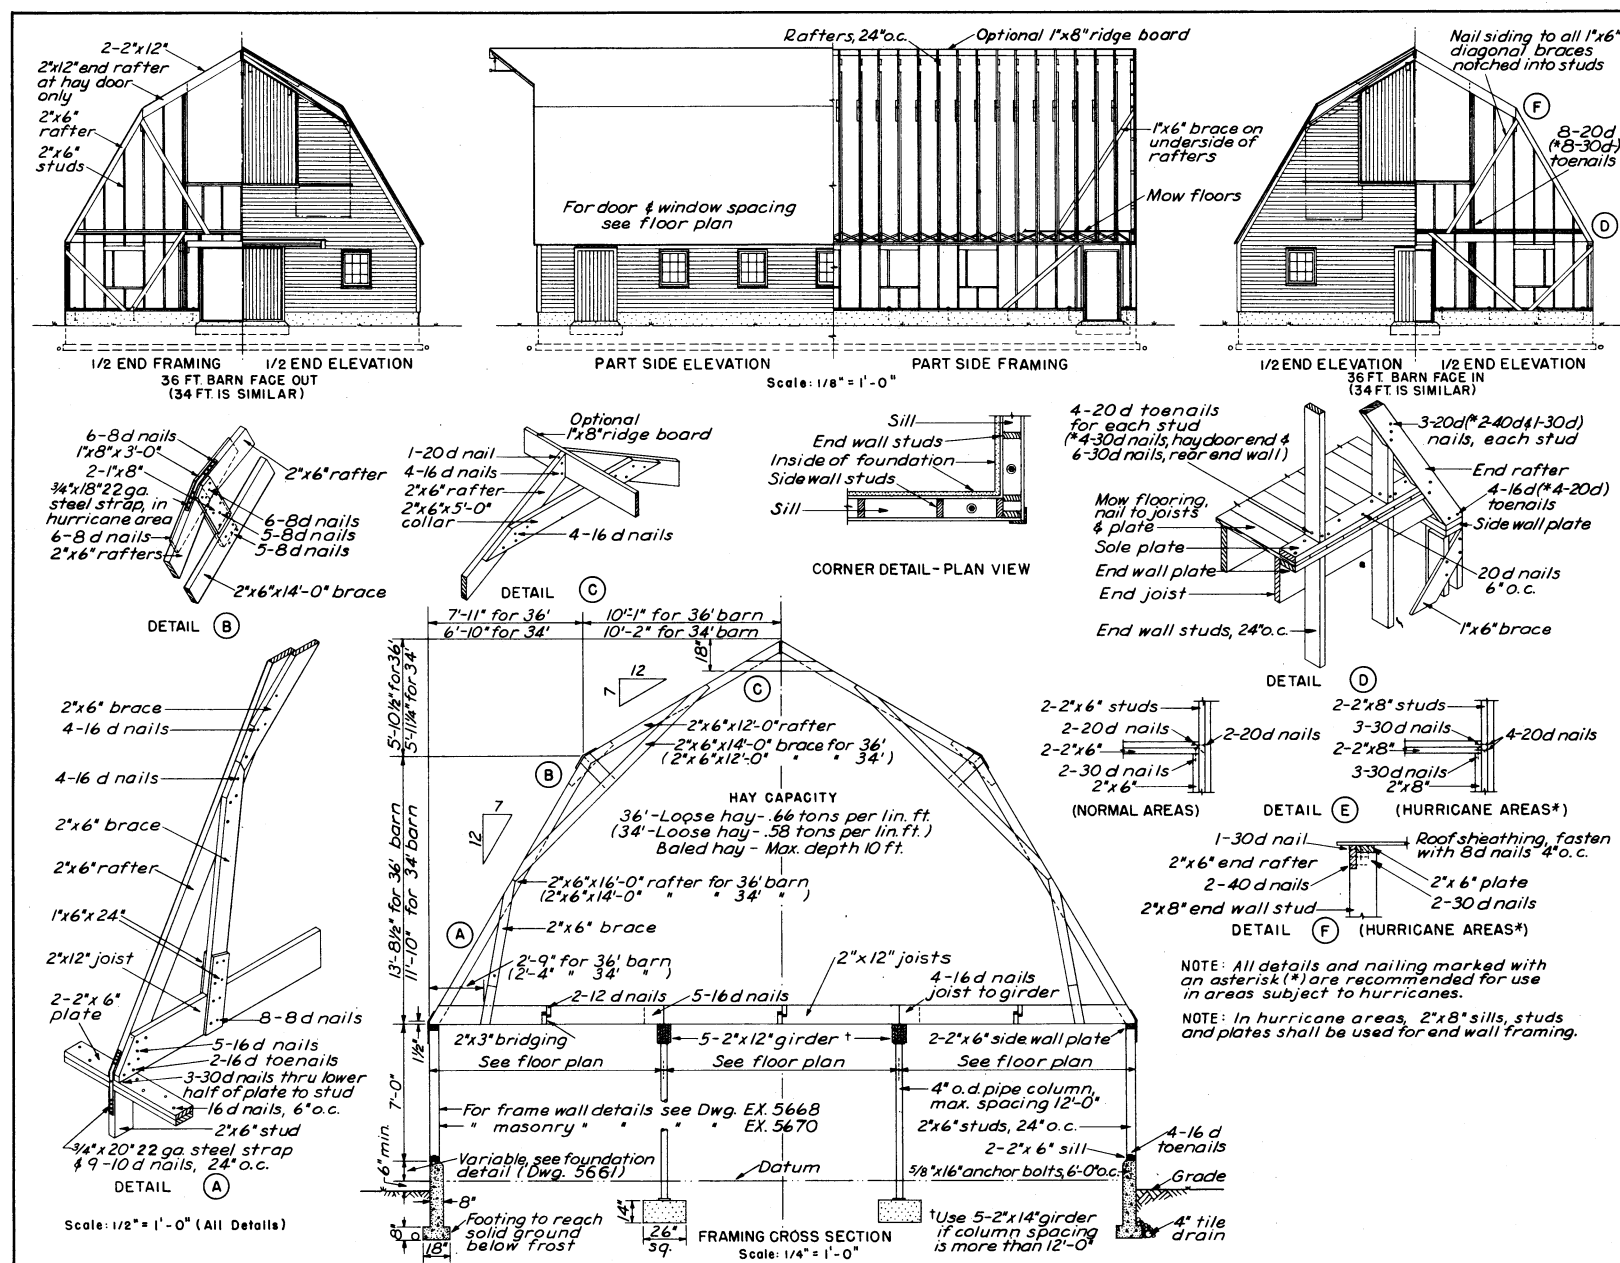 2-2"x12"
2"x12" end rafter
at hay door
only
2"x6"
rafter
2"x6"
studs
1/2 END FRAMING
1/2 END ELEVATION
36 FT. BARN FACE OUT
(34 FT. IS SIMILAR)
Rafters, 24"o.c.
Optional 1"x8" ridge board
1"x6" brace on
underside of
rafters
Mow floors
For door & window spacing
see floor plan
PART SIDE ELEVATION
PART SIDE FRAMING
Scale: 1/8" = 1'-0"
Nail siding to all 1"x6"
diagonal braces
notched into studs
F
8-20d
(*8-30d)
toenails
D
1/2 END ELEVATION
1/2 END ELEVATION
36 FT. BARN FACE IN
(34 FT. IS SIMILAR)
6-8d nails
1"x8"x3'-0"
2-1"x8"
3/4"x18" 22 ga.
steel strap, in
hurricane area
6-8 d nails
2"x6" rafters
2"x6" rafter
6-8d nails
5-8d nails
5-8d nails
2"x6"x14'-0" brace
DETAIL B
Optional
1"x8" ridge board
1-20d nail
4-16d nails
2"x6" rafter
2"x6"x5'-0"
collar
4-16d nails
DETAIL C
Sill
End wall studs
Inside of foundation
Side wall studs
Sill
CORNER DETAIL-PLAN VIEW
4-20 d toenails
for each stud
(*4-30d nails, hay door end &
6-30d nails, rear end wall)
Mow flooring,
nail to joists
& plate
Sole plate
End wall plate
End joist
End wall studs, 24"o.c.
3-20d(*2-40d&1-30d)
nails, each stud
End rafter
4-16d(*4-20d)
toenails
Side wall plate
20d nails
6"o.c.
1"x6" brace
DETAIL D
2"x6" brace
4-16 d nails
4-16 d nails
2"x6" brace
2"x6" rafter
1"x6"x24"
2"x12" joist
2-2"x6"
plate
8-8d nails
5-16d nails
2-16d toenails
3-30d nails thru lower
half of plate to stud
16d nails, 6"o.c.
2"x6" stud
3/4"x20" 22 ga. steel strap
& 9-10d nails, 24"o.c.
DETAIL A
Scale: 1/2" = 1'-0" (All Details)
7'-11" for 36'
10'-1" for 36' barn
6'-10" for 34'
10'-2" for 34' barn
5'-10 1/2" for 36'
5'-11 1/4" for 34'
18"
12
7
C
2"x6"x12'-0" rafter
2"x6"x14'-0" brace for 36'
(2"x6"x12'-0" " " 34')
B
HAY CAPACITY
36'-Loose hay-.66 tons per lin. ft.
(34'-Loose hay-.58 tons per lin. ft.)
Baled hay-Max. depth 10 ft.
7
12
13'-8 1/2" for 36' barn
11'-10" for 34' barn
2"x6"x16'-0" rafter for 36' barn
(2"x6"x14'-0" " " 34' " )
A
2"x6" brace
2'-9" for 36' barn
(2'-4" " 34' " )
2"x12" joists
2-12d nails
5-16d nails
4-16d nails
joist to girder
1 1/2"
2"x3" bridging
5-2"x12" girder †
2-2"x6" side wall plate
See floor plan
See floor plan
See floor plan
7'-0"
4"o.d. pipe column,
max. spacing 12'-0"
For frame wall details see Dwg. EX. 5668
" masonry " " " " EX. 5670
2"x6" studs, 24"o.c.
2-2"x6" sill
4-16 d
toenails
6" min.
Variable, see foundation
detail (Dwg. 5661)
Datum
5/8"x16" anchor bolts, 6'-0"o.c.
Grade
8"
Footing to reach
solid ground
below frost
8"
18"
14"
26"
sq.
FRAMING CROSS SECTION
Scale: 1/4" = 1'-0"
†Use 5-2"x14" girder
if column spacing
is more than 12'-0"
4" tile
drain
2-2"x6" studs
2-20d nails
2-2"x6"
2-30d nails
2"x6"
2-20d nails
(NORMAL AREAS)
DETAIL E
2-2"x8" studs
3-30d nails
2-2"x8"
3-30d nails
2"x8"
4-20d nails
(HURRICANE AREAS*)
1-30d nail
2"x6" end rafter
2-40d nails
2"x8" end wall stud
Roof sheathing, fasten
with 8d nails 4"o.c.
2"x6" plate
2-30d nails
DETAIL F (HURRICANE AREAS*)
NOTE: All details and nailing marked with
an asterisk (*) are recommended for use
in areas subject to hurricanes.
NOTE: In hurricane areas, 2"x8" sills, studs
and plates shall be used for end wall framing.